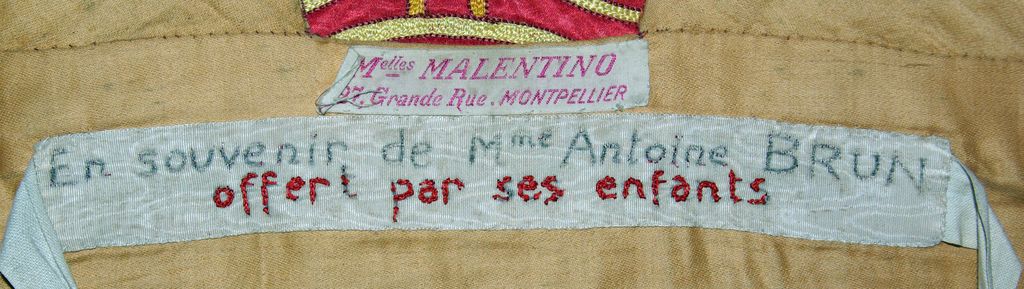 Melles MALENTINO
27, Grande Rue. MONTPELLIER
En souvenir de Mme Antoine BRUN
offert par ses enfants